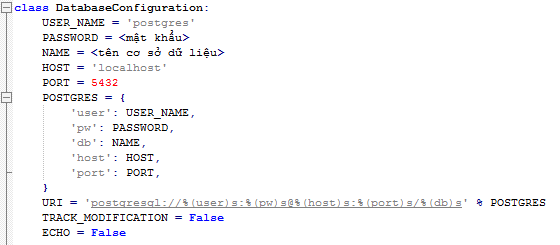 class DatabaseConfiguration:
    USER_NAME = 'postgres'
    PASSWORD = <mật khẩu>
    NAME = <tên cơ sở dữ liệu>
    HOST = 'localhost'
    PORT = 5432
    POSTGRES = {
        'user': USER_NAME,
        'pw': PASSWORD,
        'db': NAME,
        'host': HOST,
        'port': PORT,
    }
    URI = 'postgresql://%(user)s:%(pw)s@%(host)s:%(port)s/%(db)s' % POSTGRES
    TRACK_MODIFICATION = False
    ECHO = False